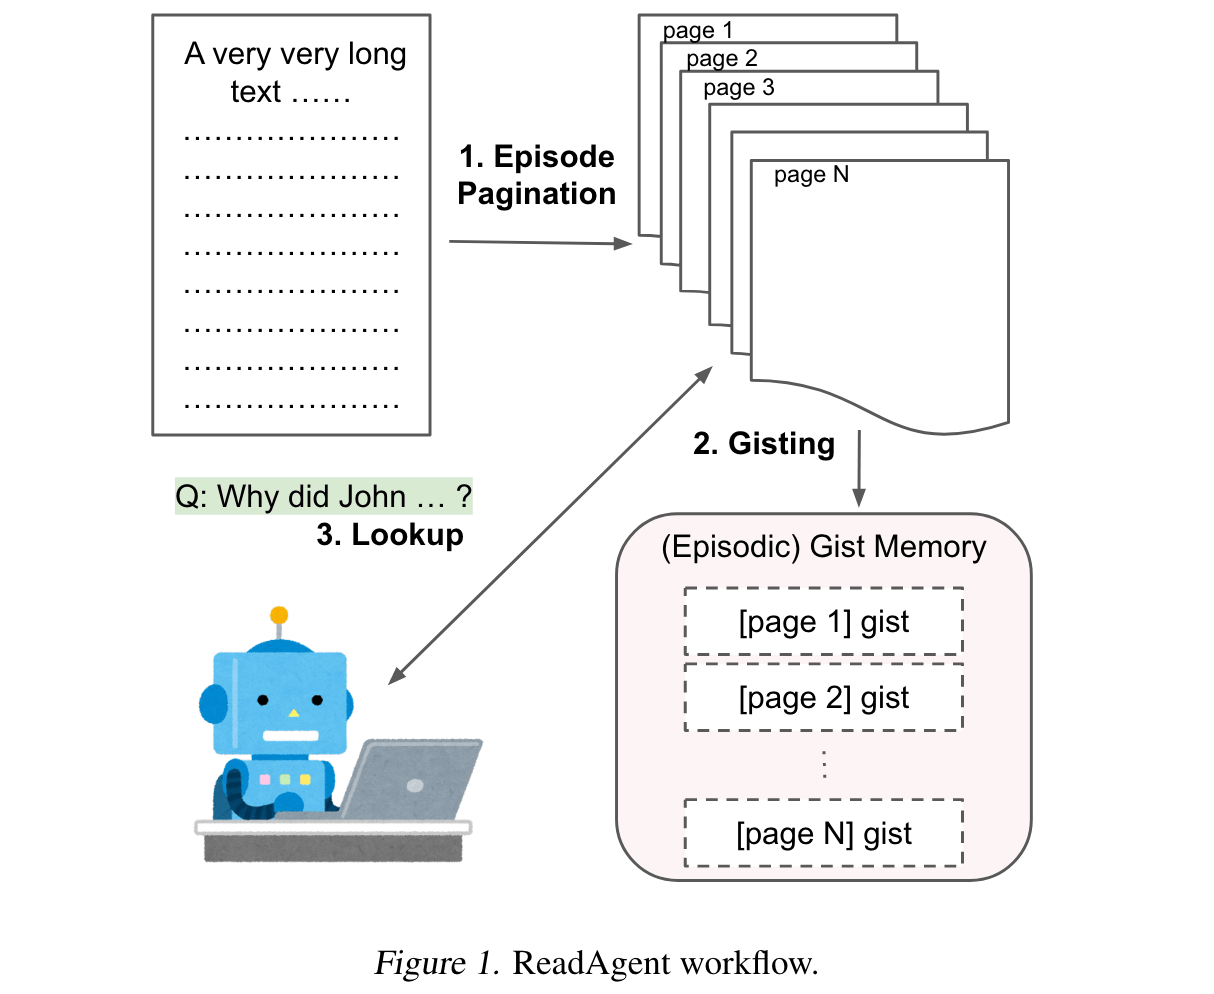 A very very long
text ……
....................
....................
....................
....................
....................
....................
....................
....................
1. Episode
Pagination
page 1
page 2
page 3
page N
2. Gisting
Q: Why did John … ?
3. Lookup
(Episodic) Gist Memory
[page 1] gist
[page 2] gist
⋮
[page N] gist
Figure 1. ReadAgent workflow.